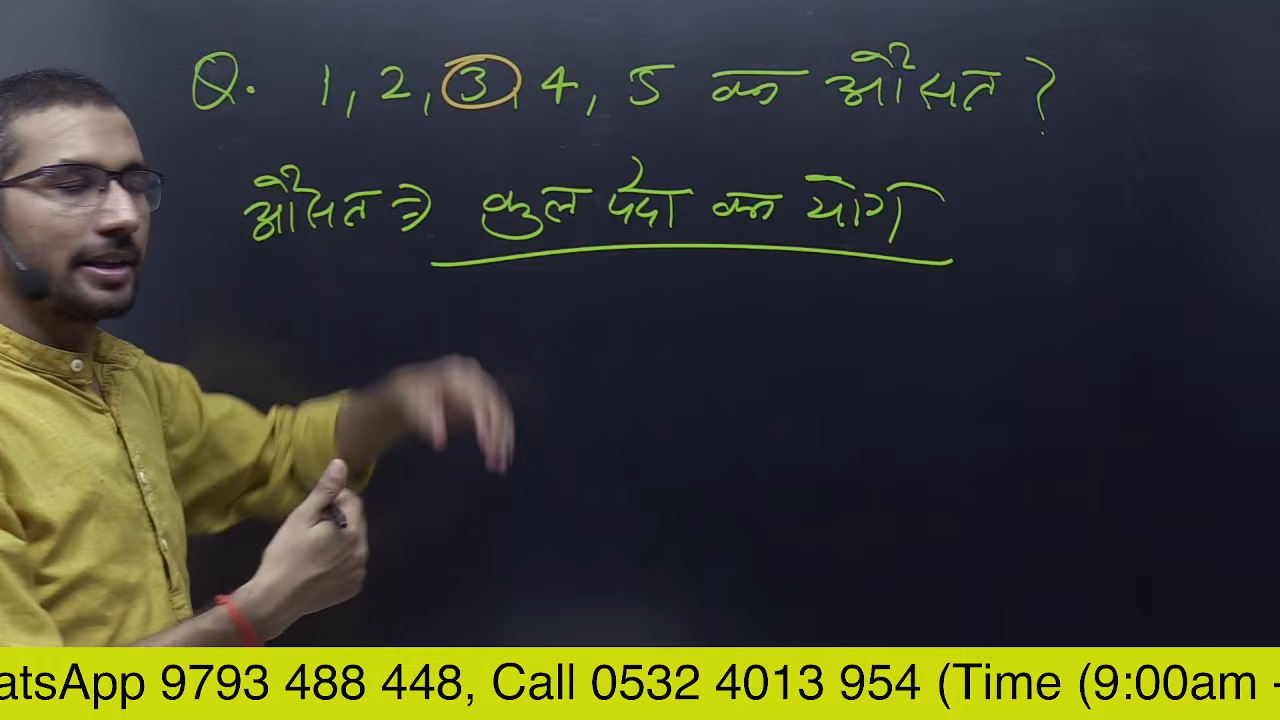 Q. 1, 2, 3, 4, 5 का औसत ?
औसत ⇒ कुल पदों का योग
atsApp 9793 488 448, Call 0532 4013 954 (Time (9:00am -